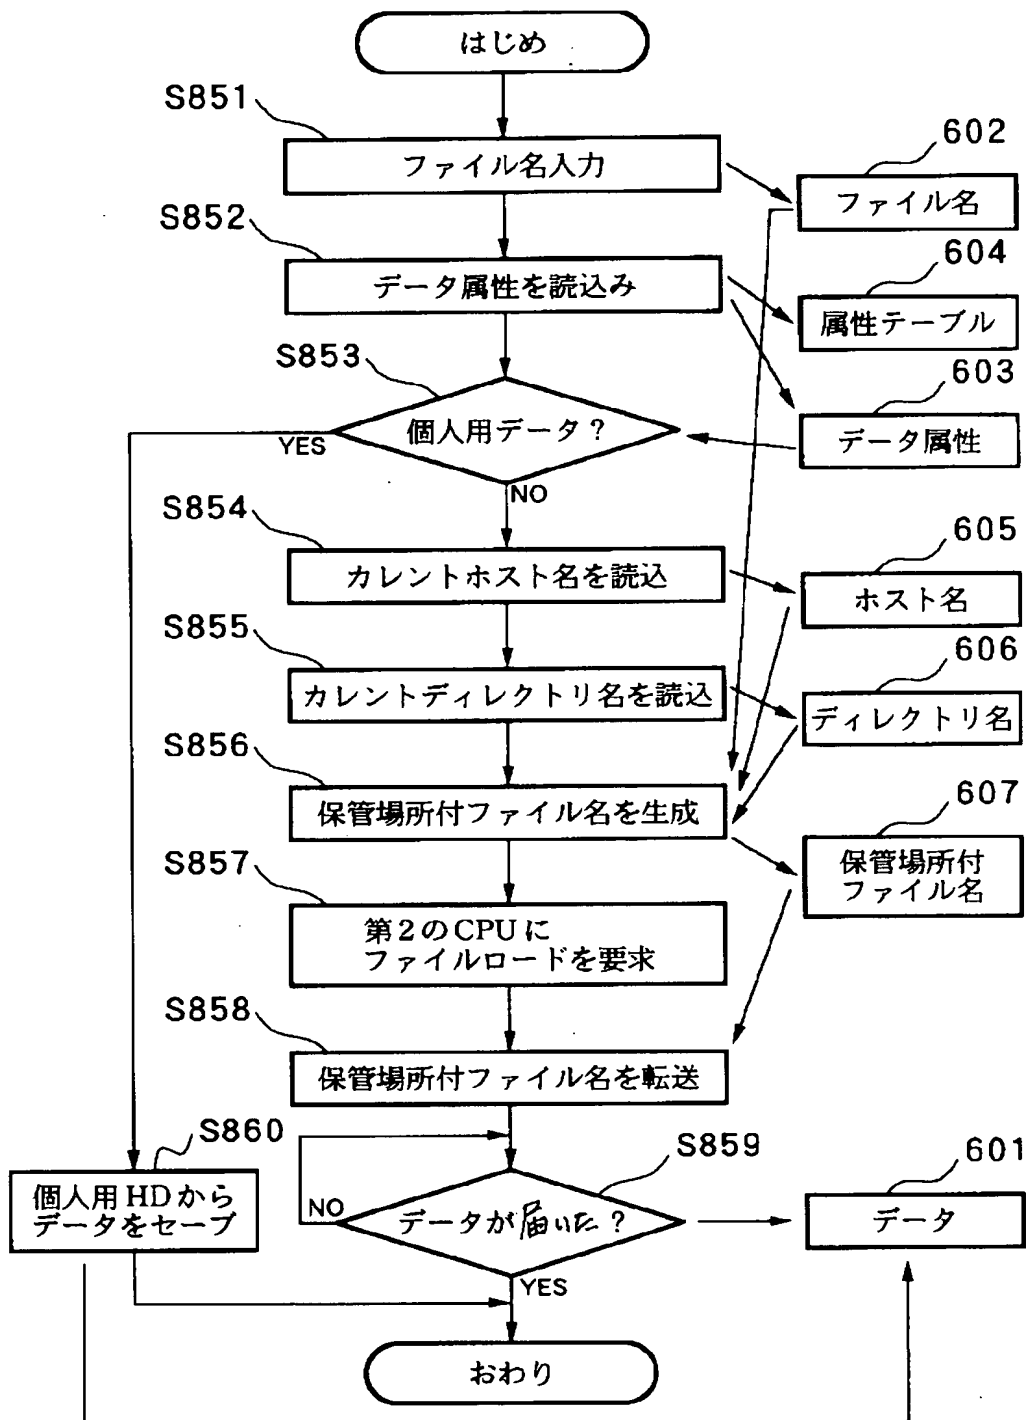 はじめ
S851
ファイル名入力
602
ファイル名
S852
データ属性を読込み
604
属性テーブル
S853
個人用データ？
YES
NO
603
データ属性
S854
カレントホスト名を読込
605
ホスト名
S855
カレントディレクトリ名を読込
606
ディレクトリ名
S856
保管場所付ファイル名を生成
607
保管場所付
ファイル名
S857
第2のCPUに
ファイルロードを要求
S858
保管場所付ファイル名を転送
S860
個人用HDから
データをセーブ
S859
データが届いた？
NO
YES
601
データ
おわり